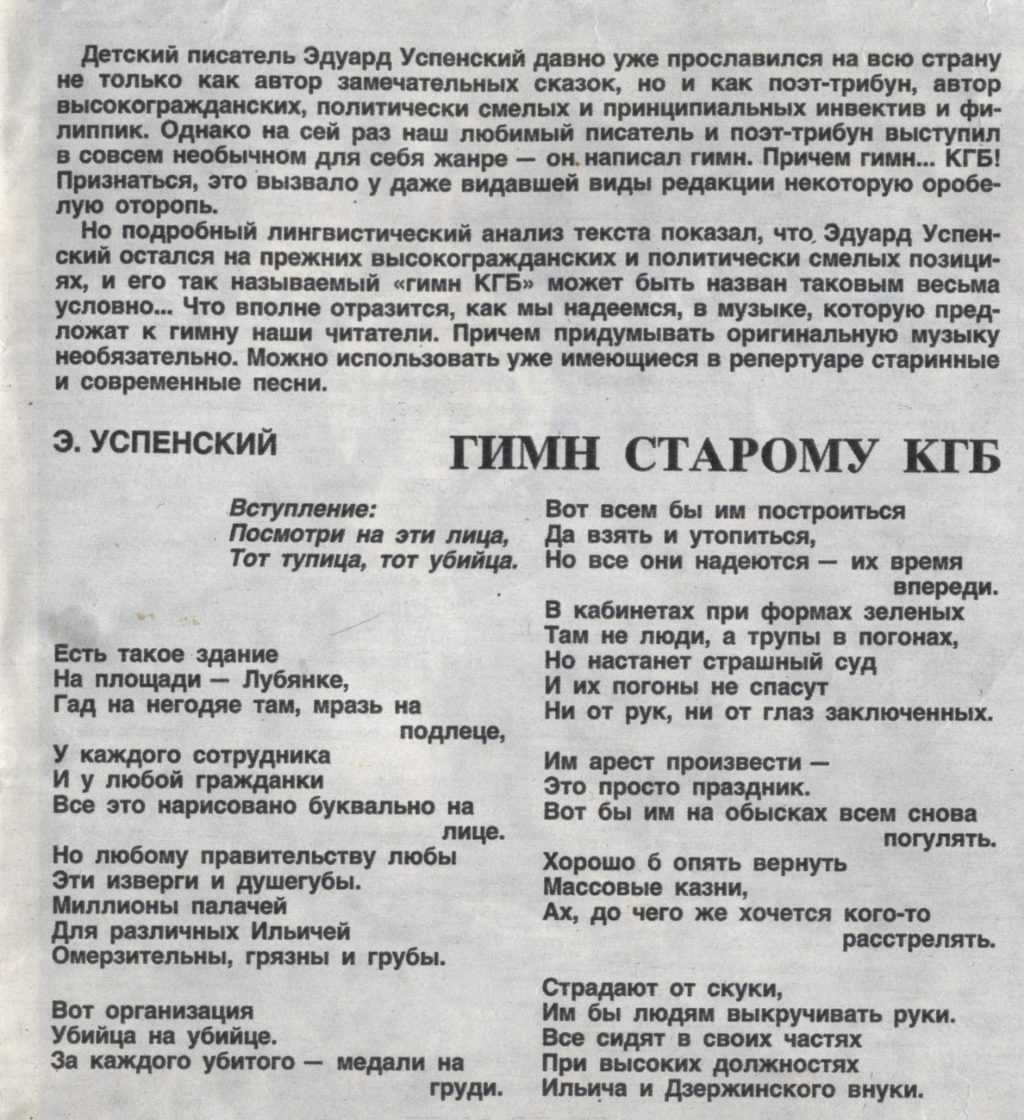 Детский писатель Эдуард Успенский давно уже прославился на всю страну
не только как автор замечательных сказок, но и как поэт-трибун, автор
высокогражданских, политически смелых и принципиальных инвектив и фи-
липпик. Однако на сей раз наш любимый писатель и поэт-трибун выступил
в совсем необычном для себя жанре — он написал гимн. Причем гимн... КГБ!
Признаться, это вызвало у даже видавшей виды редакции некоторую оробе-
лую оторопь.
Но подробный лингвистический анализ текста показал, что Эдуард Успен-
ский остался на прежних высокогражданских и политически смелых позици-
ях, и его так называемый «гимн КГБ» может быть назван таковым весьма
условно... Что вполне отразится, как мы надеемся, в музыке, которую пред-
ложат к гимну наши читатели. Причем придумывать оригинальную музыку
необязательно. Можно использовать уже имеющиеся в репертуаре старинные
и современные песни.
Э. УСПЕНСКИЙ
ГИМН СТАРОМУ КГБ
Вступление:
Посмотри на эти лица,
Тот тупица, тот убийца.
Есть такое здание
На площади — Лубянке,
Гад на негодяе там, мразь на
подлеце,
У каждого сотрудника
И у любой гражданки
Все это нарисовано буквально на
лице.
Но любому правительству любы
Эти изверги и душегубы.
Миллионы палачей
Для различных Ильичей
Омерзительны, грязны и грубы.
Вот организация
Убийца на убийце.
За каждого убитого — медали на
груди.
Вот всем бы им построиться
Да взять и утопиться,
Но все они надеются — их время
впереди.
В кабинетах при формах зеленых
Там не люди, а трупы в погонах,
Но настанет страшный суд
И их погоны не спасут
Ни от рук, ни от глаз заключенных.
Им арест произвести —
Это просто праздник.
Вот бы им на обысках всем снова
погулять.
Хорошо б опять вернуть
Массовые казни,
Ах, до чего же хочется кого-то
расстрелять.
Страдают от скуки,
Им бы людям выкручивать руки.
Все сидят в своих частях
При высоких должностях
Ильича и Дзержинского внуки.